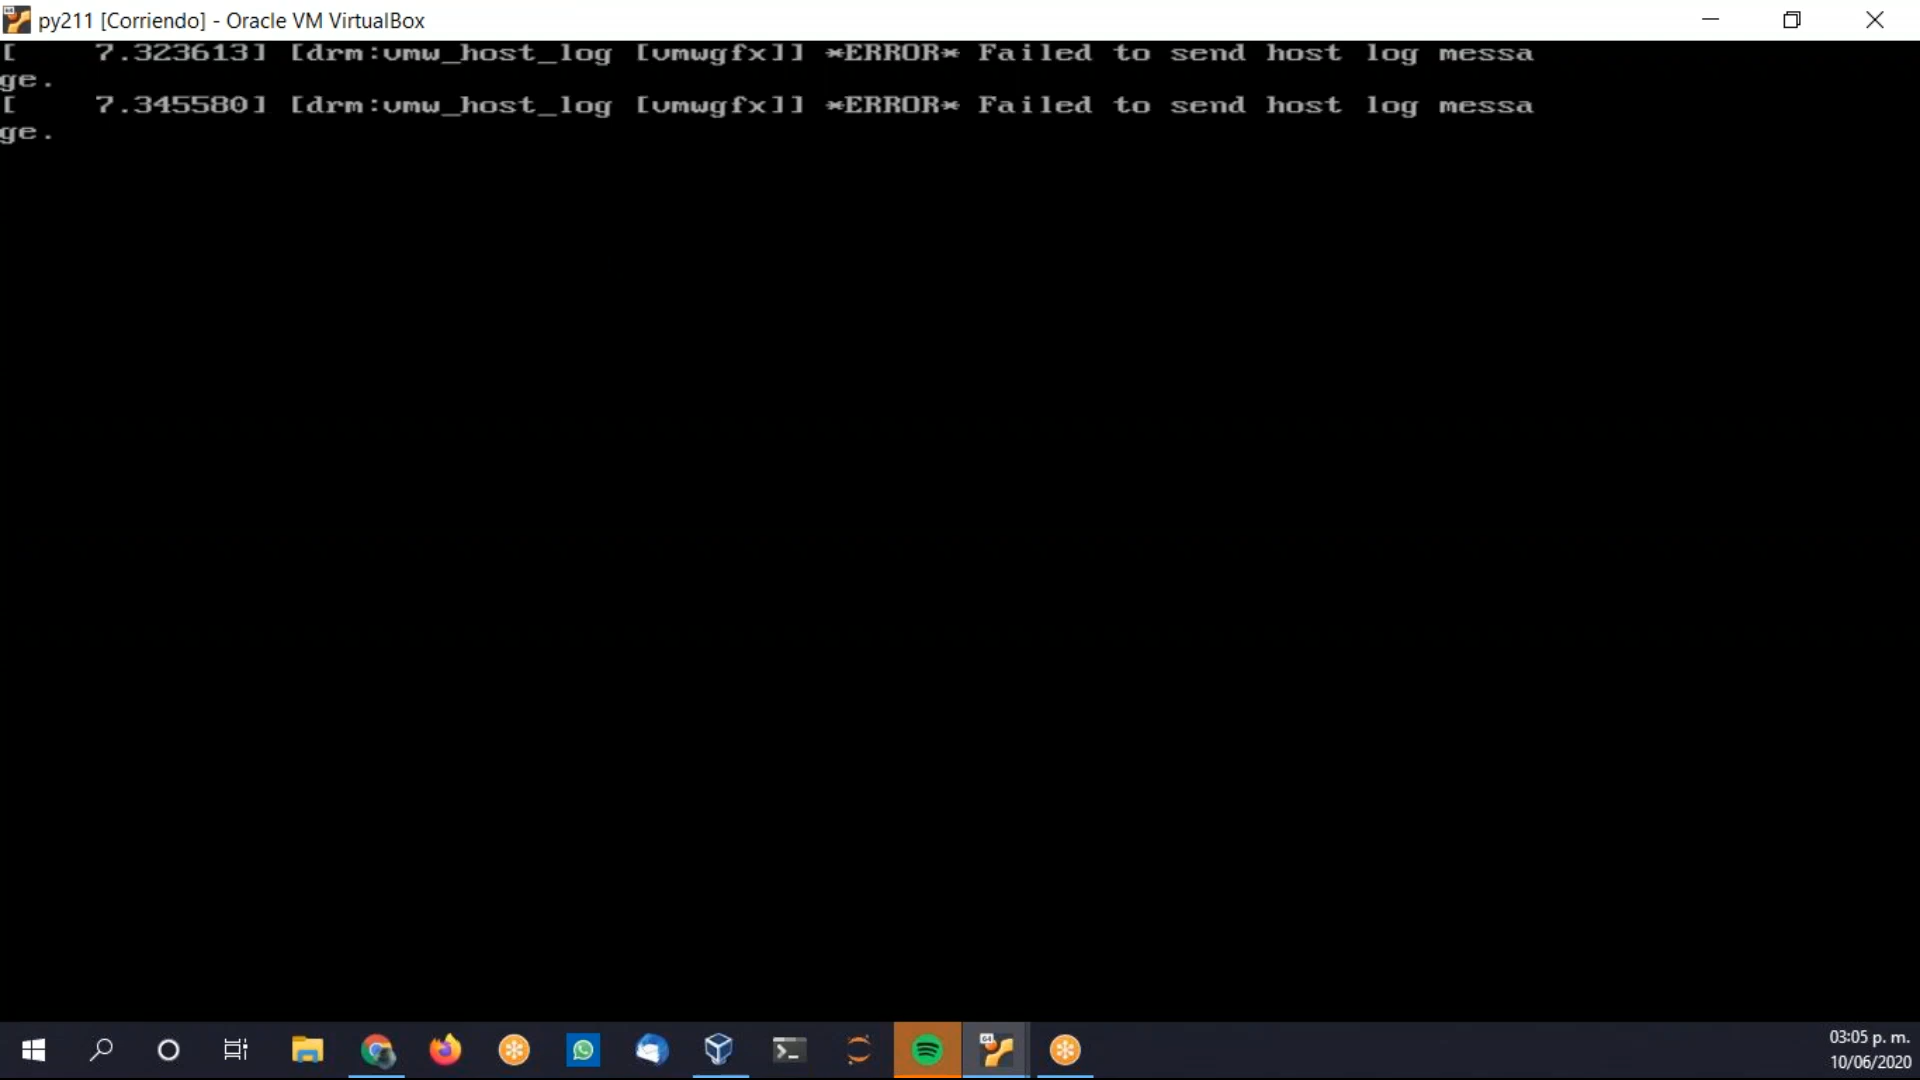 py211 [Corriendo] - Oracle VM VirtualBox
[    7.323613] [drm:vmw_host_log [vmwgfx]] *ERROR* Failed to send host log messa
ge.
[    7.345580] [drm:vmw_host_log [vmwgfx]] *ERROR* Failed to send host log messa
ge.
64
03:05 p. m.
10/06/2020